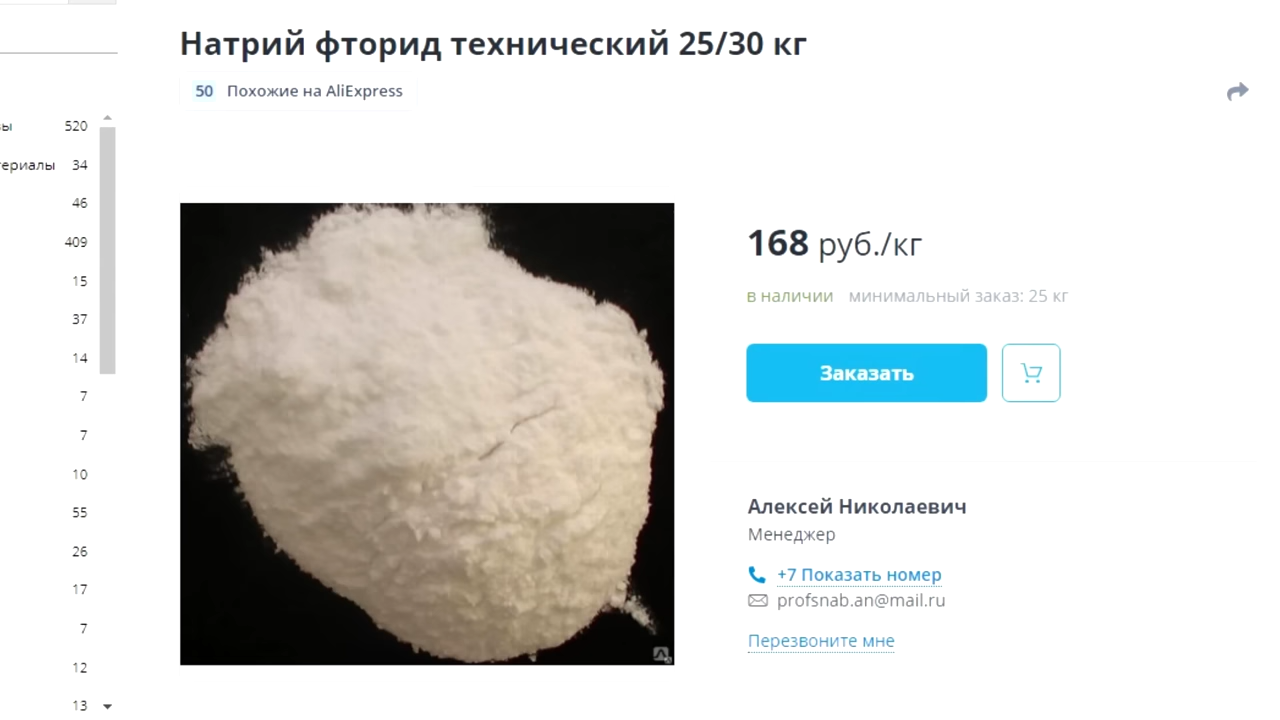 Натрий фторид технический 25/30 кг
50 Похожие на AliExpress
ы 520
ериалы 34
46
409
15
37
14
7
7
10
55
26
17
7
12
13
168 руб./кг
в наличии минимальный заказ: 25 кг
Заказать
Алексей Николаевич
Менеджер
+7 Показать номер
profsnab.an@mail.ru
Перезвоните мне